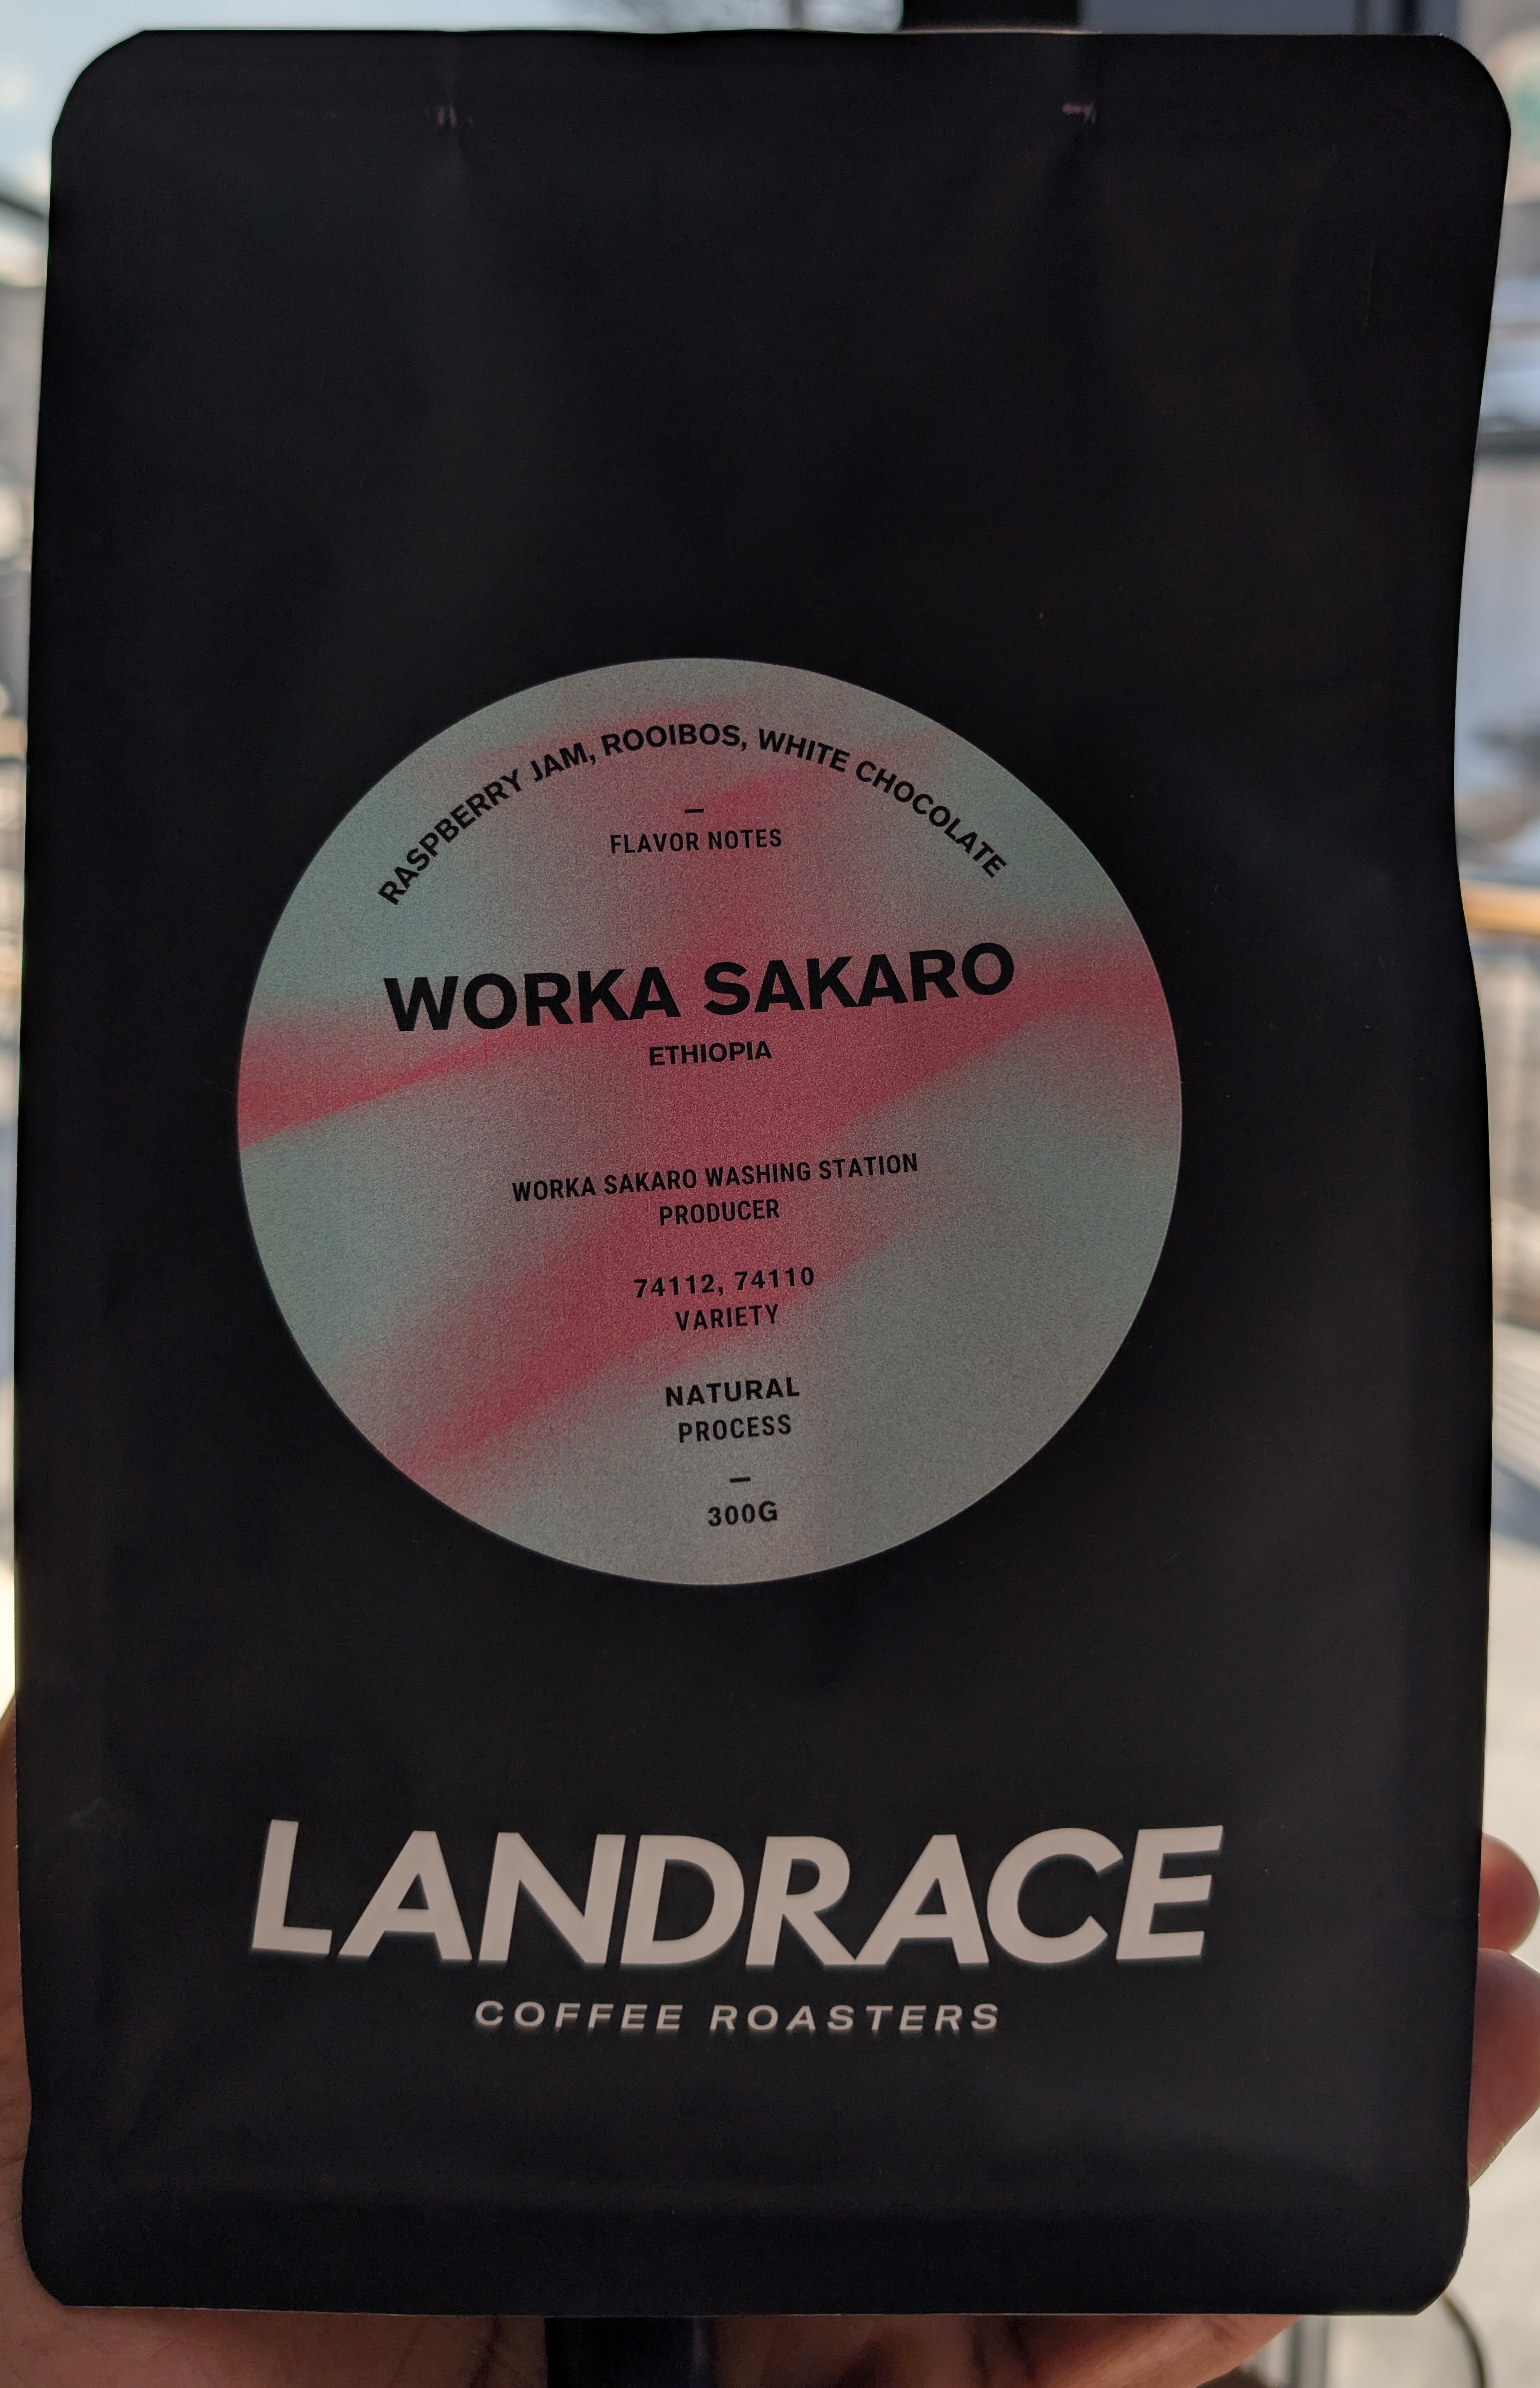 RASPBERRY JAM, ROOIBOS, WHITE CHOCOLATE
–
FLAVOR NOTES
WORKA SAKARO
ETHIOPIA
WORKA SAKARO WASHING STATION
PRODUCER
74112, 74110
VARIETY
NATURAL
PROCESS
–
300G
LANDRACE
COFFEE ROASTERS